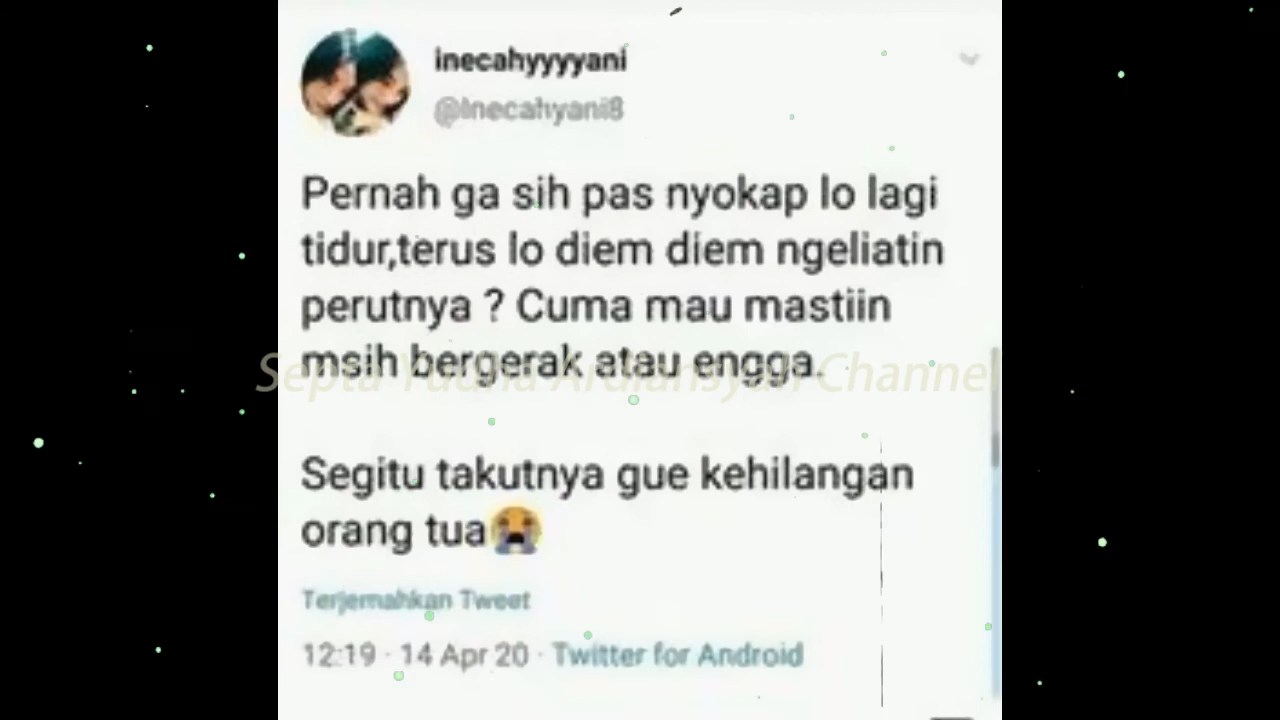 inecahyyyyani
@Inecahyani8
Pernah ga sih pas nyokap lo lagi
tidur,terus lo diem diem ngeliatin
perutnya ? Cuma mau mastiin
msih bergerak atau engga.
Septa Yudha Ardiansyah Channel
Segitu takutnya gue kehilangan
orang tua😭
Terjemahkan Tweet
12:19 · 14 Apr 20 · Twitter for Android